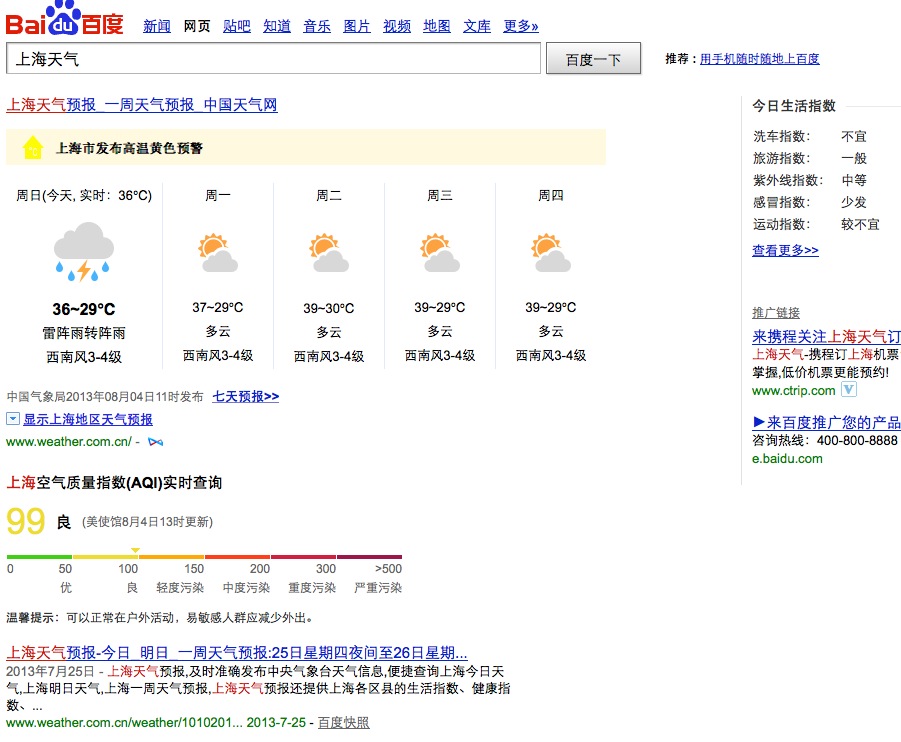 Bai du 百度
新闻 网页 贴吧 知道 音乐 图片 视频 地图 文库 更多»
上海天气 百度一下 推荐：用手机随时随地上百度
上海天气预报_一周天气预报_中国天气网
上海市发布高温黄色预警
周日(今天, 实时：36°C) 周一 周二 周三 周四
36~29°C 37~29°C 39~30°C 39~29°C 39~29°C
雷阵雨转阵雨 多云 多云 多云 多云
西南风3-4级 西南风3-4级 西南风3-4级 西南风3-4级 西南风3-4级
中国气象局2013年08月04日11时发布 七天预报>>
显示上海地区天气预报
www.weather.com.cn/ -
上海空气质量指数(AQI)实时查询
99 良 (美使馆8月4日13时更新)
0 50 100 150 200 300 >500
优 良 轻度污染 中度污染 重度污染 严重污染
温馨提示：可以正常在户外活动，易敏感人群应减少外出。
上海天气预报-今日_明日_一周天气预报:25日星期四夜间至26日星期...
2013年7月25日 - 上海天气预报,及时准确发布中央气象台天气信息,便捷查询上海今日天
气,上海明日天气,上海一周天气预报,上海天气预报还提供上海各区县的生活指数、健康指
数、...
www.weather.com.cn/weather/1010201... 2013-7-25 - 百度快照
今日生活指数
洗车指数： 不宜
旅游指数： 一般
紫外线指数： 中等
感冒指数： 少发
运动指数： 较不宜
查看更多>>
推广链接
来携程关注上海天气订
上海天气-携程订上海机票
掌握,低价机票更能预约!
www.ctrip.com V
▶来百度推广您的产品
咨询热线：400-800-8888
e.baidu.com